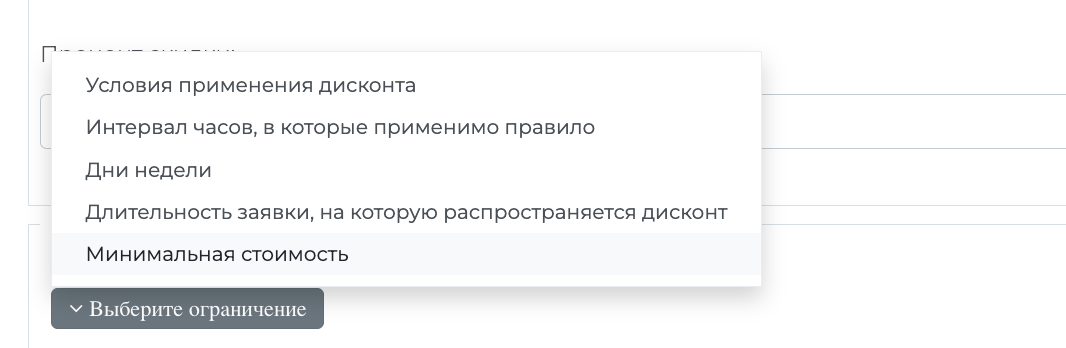 Условия применения дисконта
Интервал часов, в которые применимо правило
Дни недели
Длительность заявки, на которую распространяется дисконт
Минимальная стоимость
Выберите ограничение